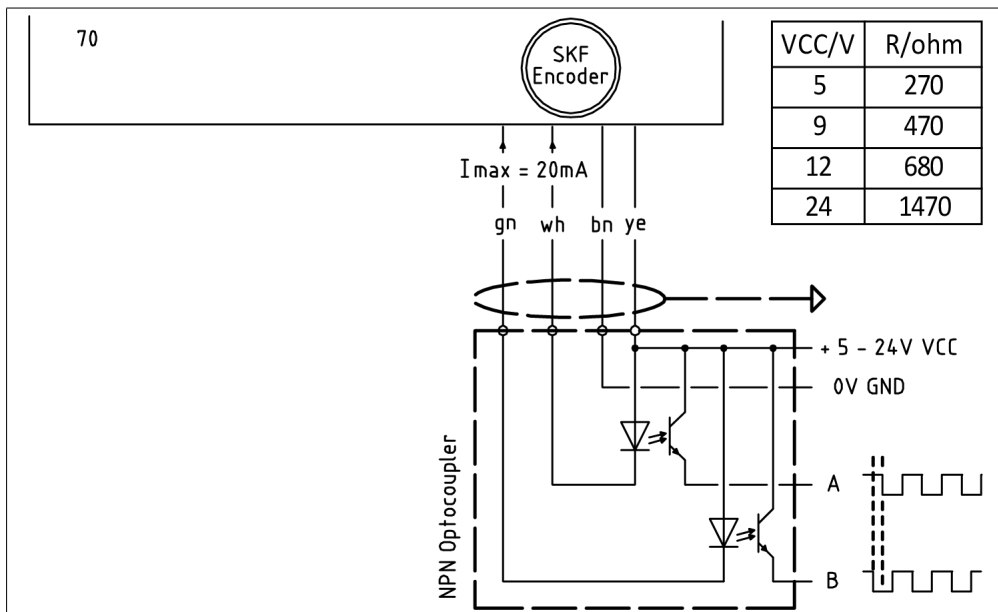 70
SKF
Encoder
VCC/V R/ohm
5 270
9 470
12 680
24 1470
Imax = 20mA
gn wh bn ye
+ 5 - 24V VCC
0V GND
NPN Optocoupler
A
B